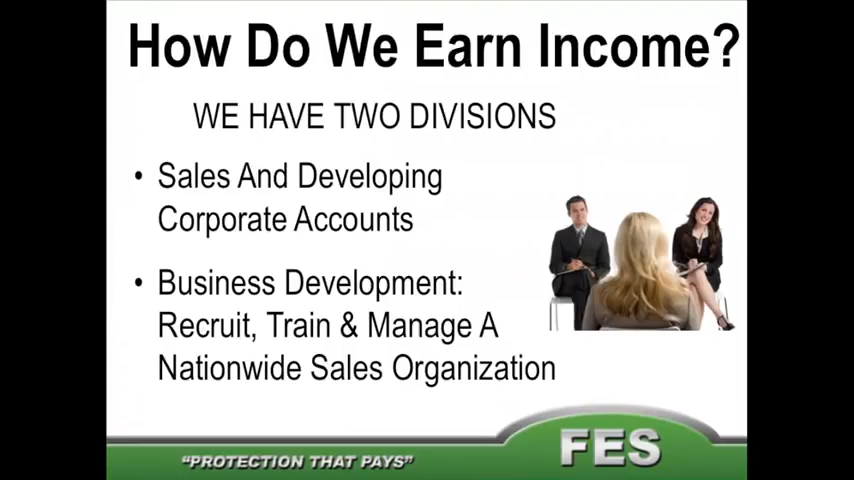 How Do We Earn Income?
WE HAVE TWO DIVISIONS
• Sales And Developing
Corporate Accounts
• Business Development:
Recruit, Train & Manage A
Nationwide Sales Organization
"PROTECTION THAT PAYS"
FES